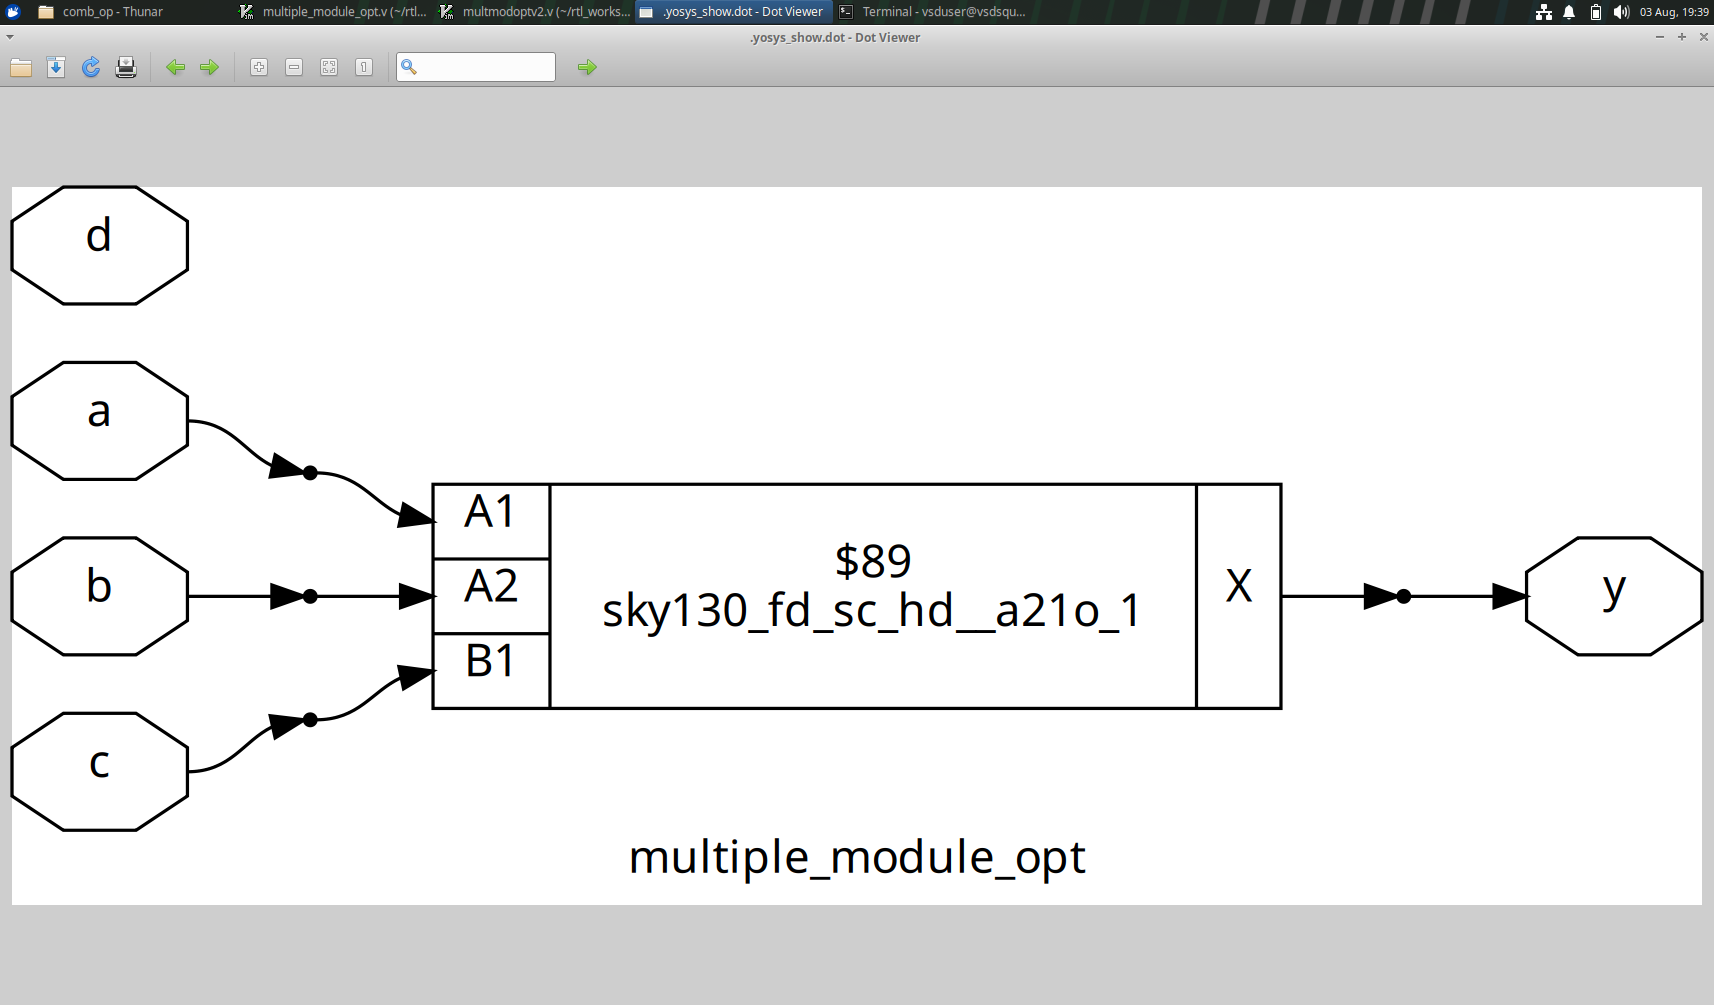 comb_op - Thunar
multiple_module_opt.v (~/rtl...
multmodoptv2.v (~/rtl_works...
.yosys_show.dot - Dot Viewer
Terminal - vsduser@vsdsqu...
03 Aug, 19:39
.yosys_show.dot - Dot Viewer
d
a
b
c
A1
A2
B1
$89
sky130_fd_sc_hd__a21o_1
X
y
multiple_module_opt